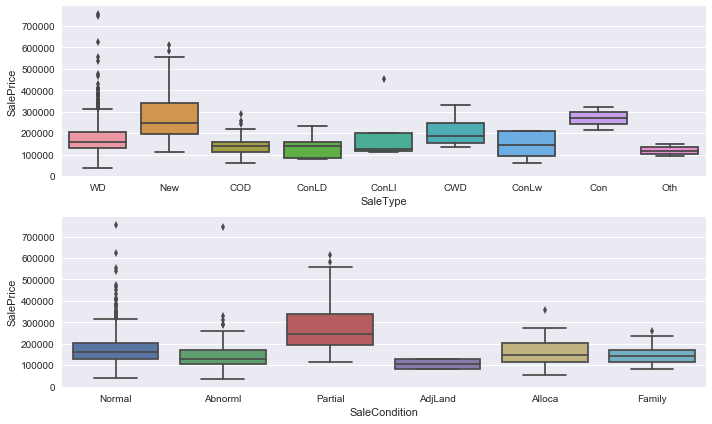 SalePrice
700000
600000
500000
400000
300000
200000
100000
0
WD New COD ConLD ConLI CWD ConLw Con Oth
SaleType
SalePrice
700000
600000
500000
400000
300000
200000
100000
0
Normal Abnorml Partial AdjLand Alloca Family
SaleCondition